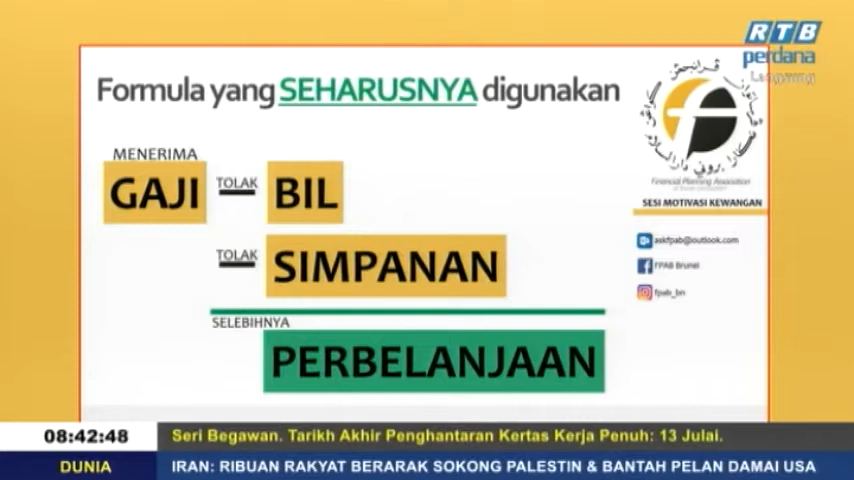 RTB
perdana
Langsung
Formula yang SEHARUSNYA digunakan
MENERIMA
GAJI TOLAK BIL
TOLAK SIMPANAN
SELEBIHNYA
PERBELANJAAN
f
Financial Planning Association
SESI MOTIVASI KEWANGAN
askfpab@outlook.com
FPAB Brunei
fpab_bn
08:42:48 Seri Begawan. Tarikh Akhir Penghantaran Kertas Kerja Penuh: 13 Julai.
DUNIA IRAN: RIBUAN RAKYAT BERARAK SOKONG PALESTIN & BANTAH PELAN DAMAI USA